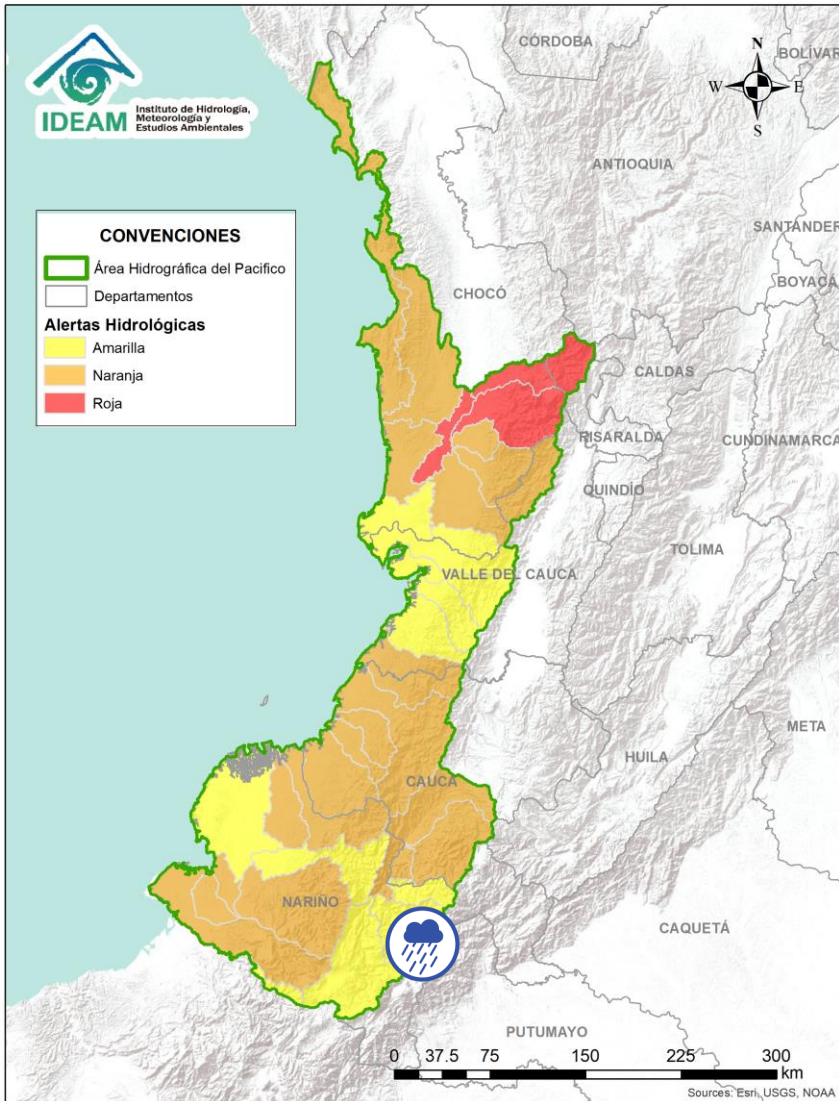 IDEAM
Instituto de Hidrología,
Meteorología y
Estudios Ambientales
N
W
E
S
CÓRDOBA
BOLÍVAR
ANTIOQUIA
SANTANDER
BOYACÁ
CHOCÓ
CALDAS
RISARALDA
CUNDINAMARCA
QUINDÍO
TOLIMA
VALLE DEL CAUCA
META
HUILA
CAUCA
NARIÑO
CAQUETÁ
PUTUMAYO
CONVENCIONES
Área Hidrográfica del Pacifico
Departamentos
Alertas Hidrológicas
Amarilla
Naranja
Roja
0 37.5 75 150 225 300
km
Sources: Esri, USGS, NOAA